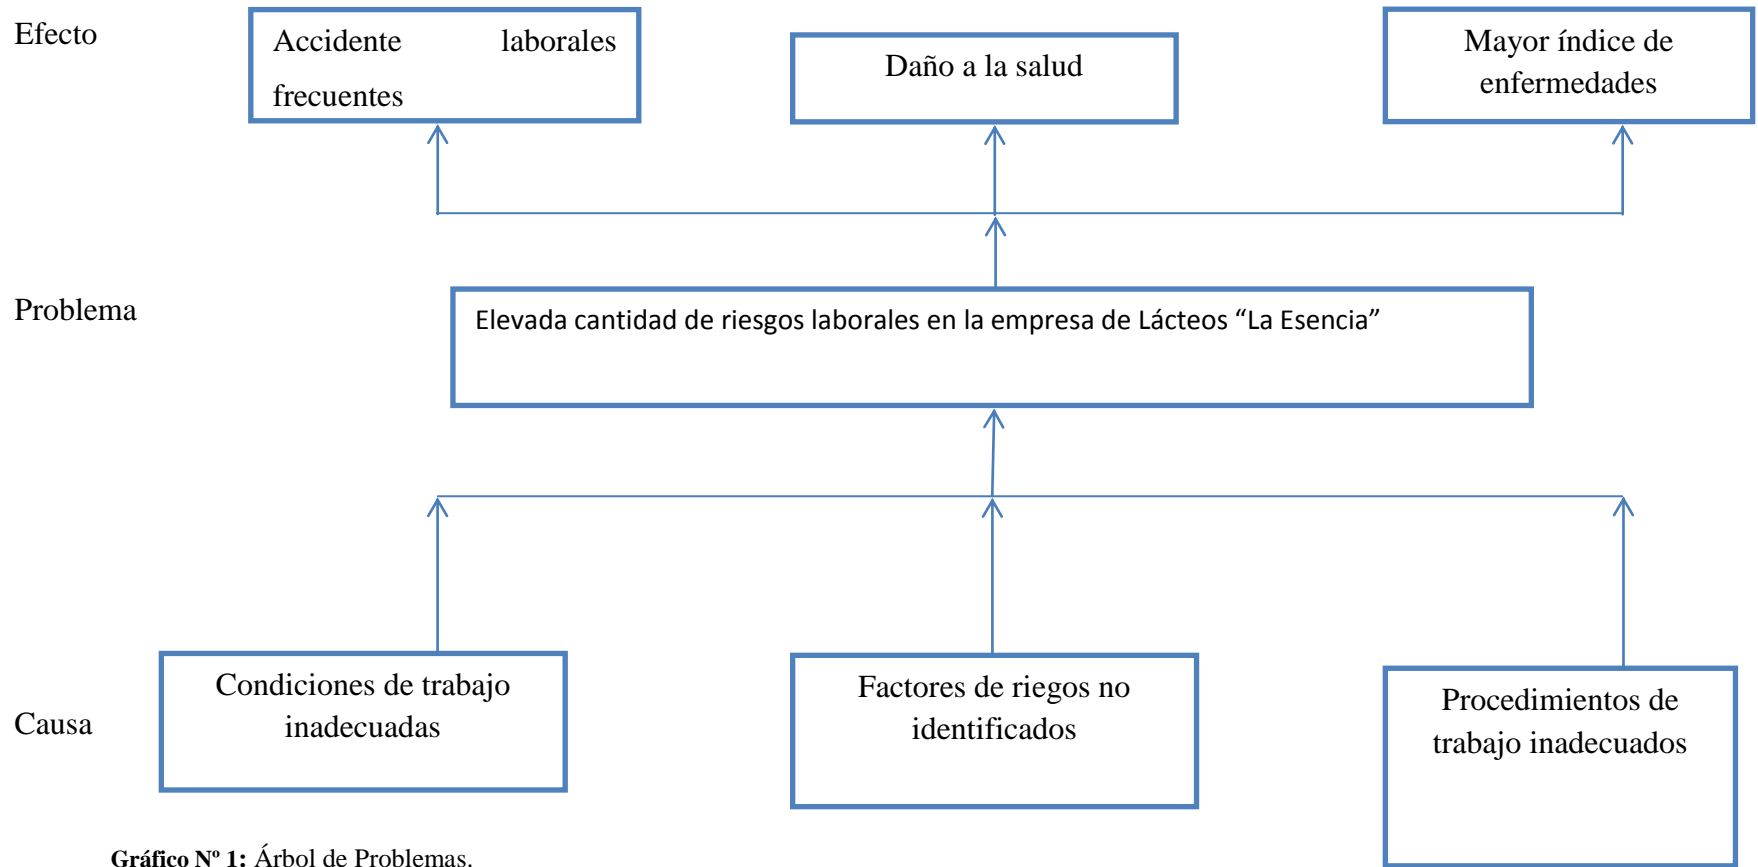 Efecto
Accidente laborales
frecuentes
Daño a la salud
Mayor índice de
enfermedades
Problema
Elevada cantidad de riesgos laborales en la empresa de Lácteos “La Esencia”
Causa
Condiciones de trabajo
inadecuadas
Factores de riegos no
identificados
Procedimientos de
trabajo inadecuados
Gráfico Nº 1: Árbol de Problemas.